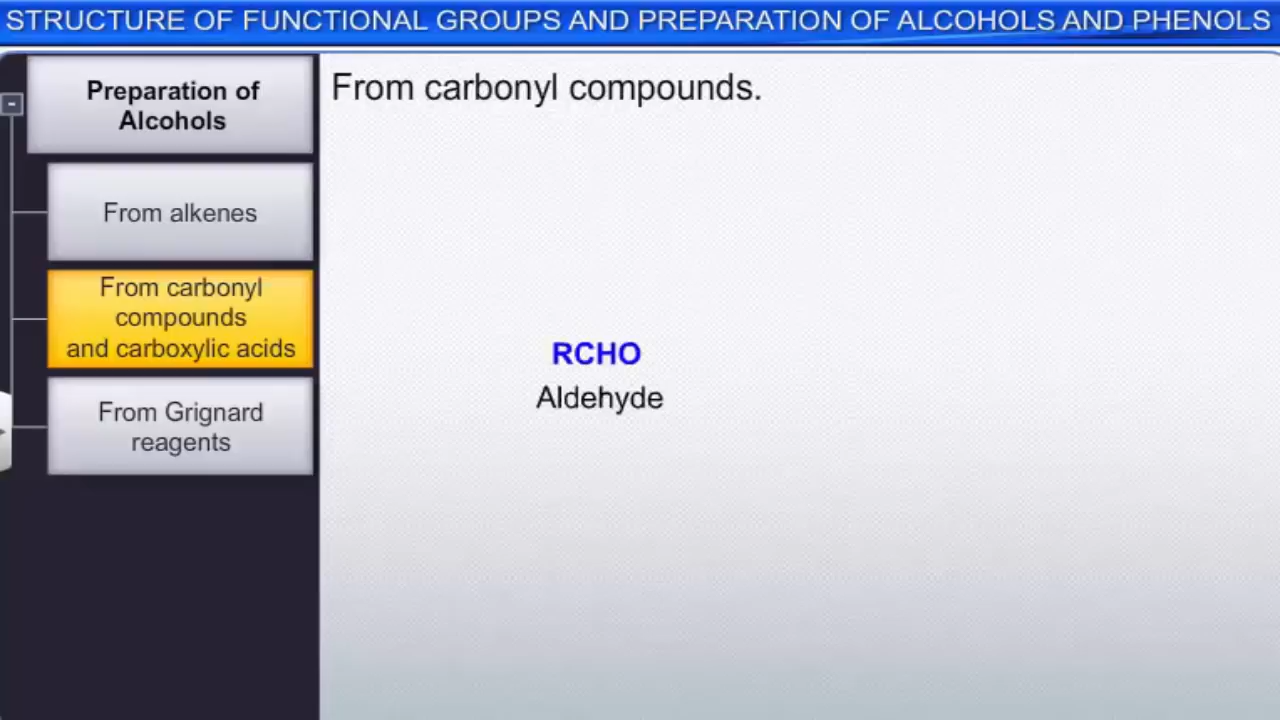 STRUCTURE OF FUNCTIONAL GROUPS AND PREPARATION OF ALCOHOLS AND PHENOLS
Preparation of
Alcohols
From alkenes
From carbonyl
compounds
and carboxylic acids
From Grignard
reagents
From carbonyl compounds.
RCHO
Aldehyde